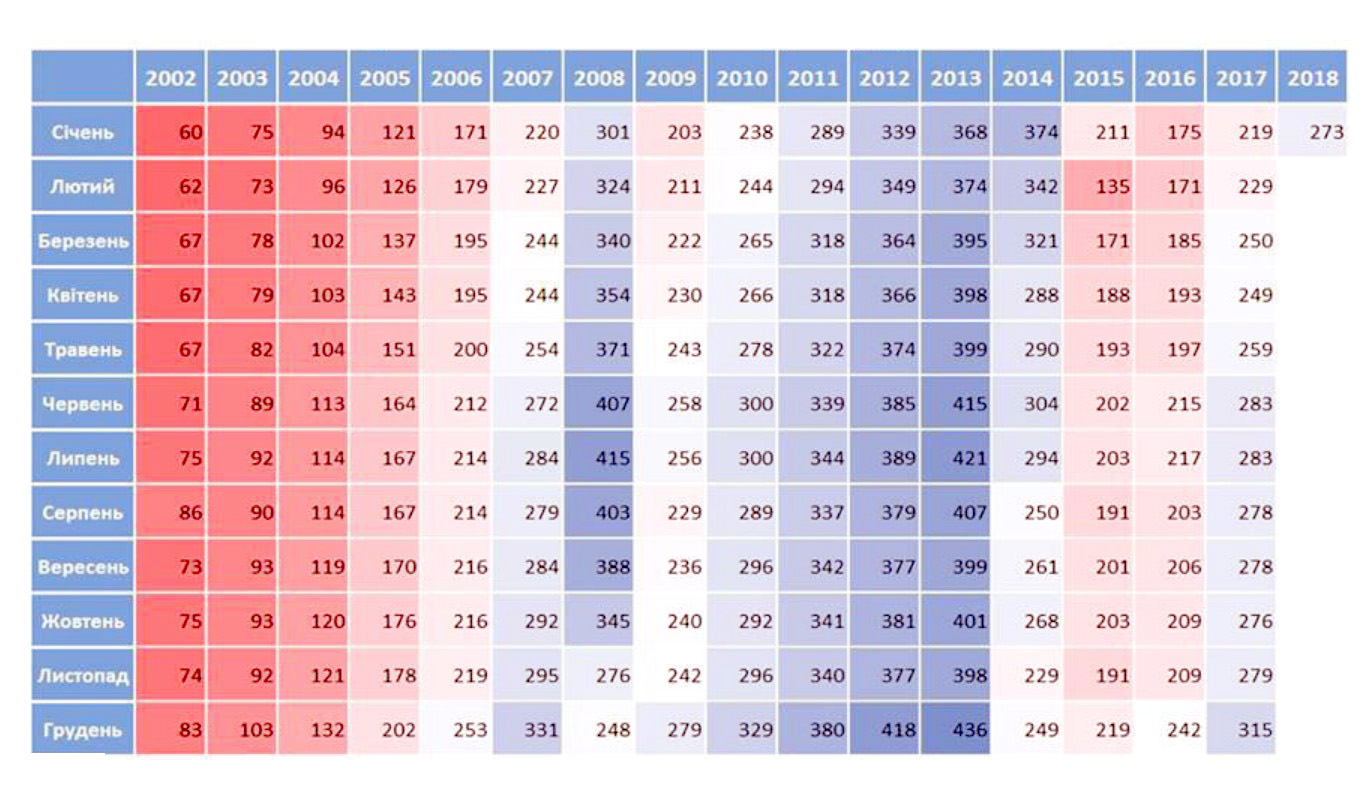 2002 2003 2004 2005 2006 2007 2008 2009 2010 2011 2012 2013 2014 2015 2016 2017 2018
Січень 60 75 94 121 171 220 301 203 238 289 339 368 374 211 175 219 273
Лютий 62 73 96 126 179 227 324 211 244 294 349 374 342 135 171 229
Березень 67 78 102 137 195 244 340 222 265 318 364 395 321 171 185 250
Квітень 67 79 103 143 195 244 354 230 266 318 366 398 288 188 193 249
Травень 67 82 104 151 200 254 371 243 278 322 374 399 290 193 197 259
Червень 71 89 113 164 212 272 407 258 300 339 385 415 304 202 215 283
Липень 75 92 114 167 214 284 415 256 300 344 389 421 294 203 217 283
Серпень 86 90 114 167 214 279 403 229 289 337 379 407 250 191 203 278
Вересень 73 93 119 170 216 284 388 236 296 342 377 399 261 201 206 278
Жовтень 75 93 120 176 216 292 345 240 292 341 381 401 268 203 209 276
Листопад 74 92 121 178 219 295 276 242 296 340 377 398 229 191 209 279
Грудень 83 103 132 202 253 331 248 279 329 380 418 436 249 219 242 315